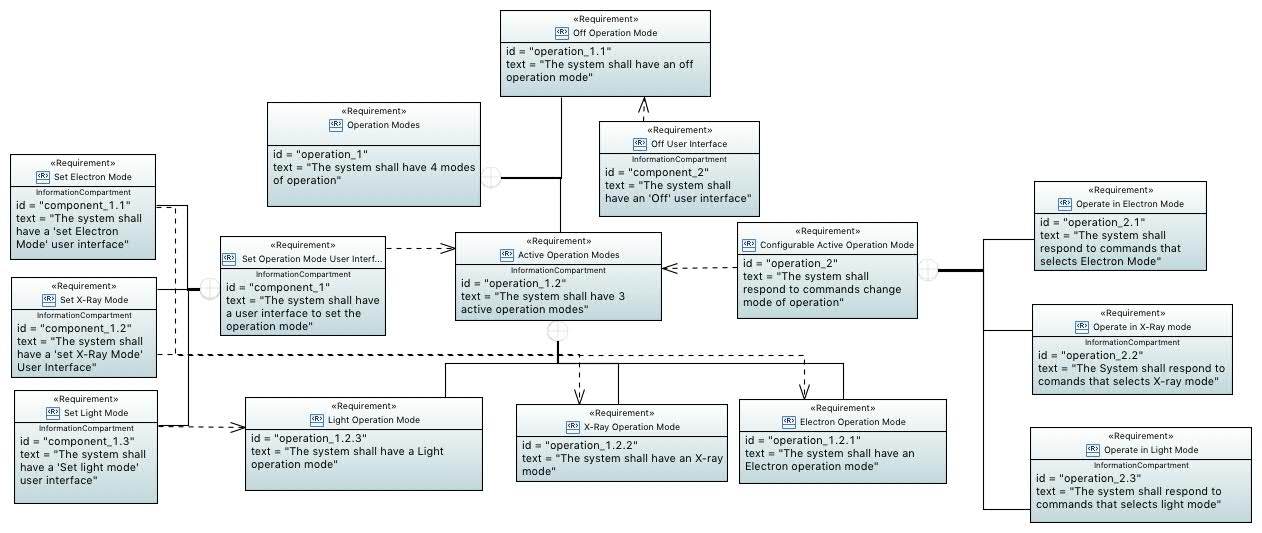 «Requirement»
Off Operation Mode
id = "operation_1.1"
text = "The system shall have an off
operation mode"
«Requirement»
Operation Modes
id = "operation_1"
text = "The system shall have 4 modes
of operation"
«Requirement»
Off User Interface
InformationCompartment
id = "component_2"
text = "The system shall
have an 'Off' user interface"
«Requirement»
Set Electron Mode
InformationCompartment
id = "component_1.1"
text = "The system shall
have a 'set Electron
Mode' user interface"
«Requirement»
Set Operation Mode User Interf...
InformationCompartment
id = "component_1"
text = "The system shall have
a user interface to set the
operation mode"
«Requirement»
Active Operation Modes
InformationCompartment
id = "operation_1.2"
text = "The system shall have 3
active operation modes"
«Requirement»
Configurable Active Operation Mode
id = "operation_2"
text = "The system shall
respond to commands change
mode of operation"
«Requirement»
Operate in Electron Mode
id = "operation_2.1"
text = "The system shall
respond to commands that
selects Electron Mode"
«Requirement»
Set X-Ray Mode
InformationCompartment
id = "component_1.2"
text = "The system shall
have a 'set X-Ray Mode'
User Interface"
«Requirement»
Operate in X-Ray mode
InformationCompartment
id = "operation_2.2"
text = "The System shall respond to
comands that selects X-ray mode"
«Requirement»
Set Light Mode
InformationCompartment
id = "component_1.3"
text = "The system shall
have a 'Set light mode'
user interface"
«Requirement»
Light Operation Mode
id = "operation_1.2.3"
text = "The system shall have a Light
operation mode"
«Requirement»
X-Ray Operation Mode
id = "operation_1.2.2"
text = "The system shall have an X-ray
mode"
«Requirement»
Electron Operation Mode
id = "operation_1.2.1"
text = "The system shall have an
Electron operation mode"
«Requirement»
Operate in Light Mode
InformationCompartment
id = "operation_2.3"
text = "The system shall respond to
commands that selects light mode"